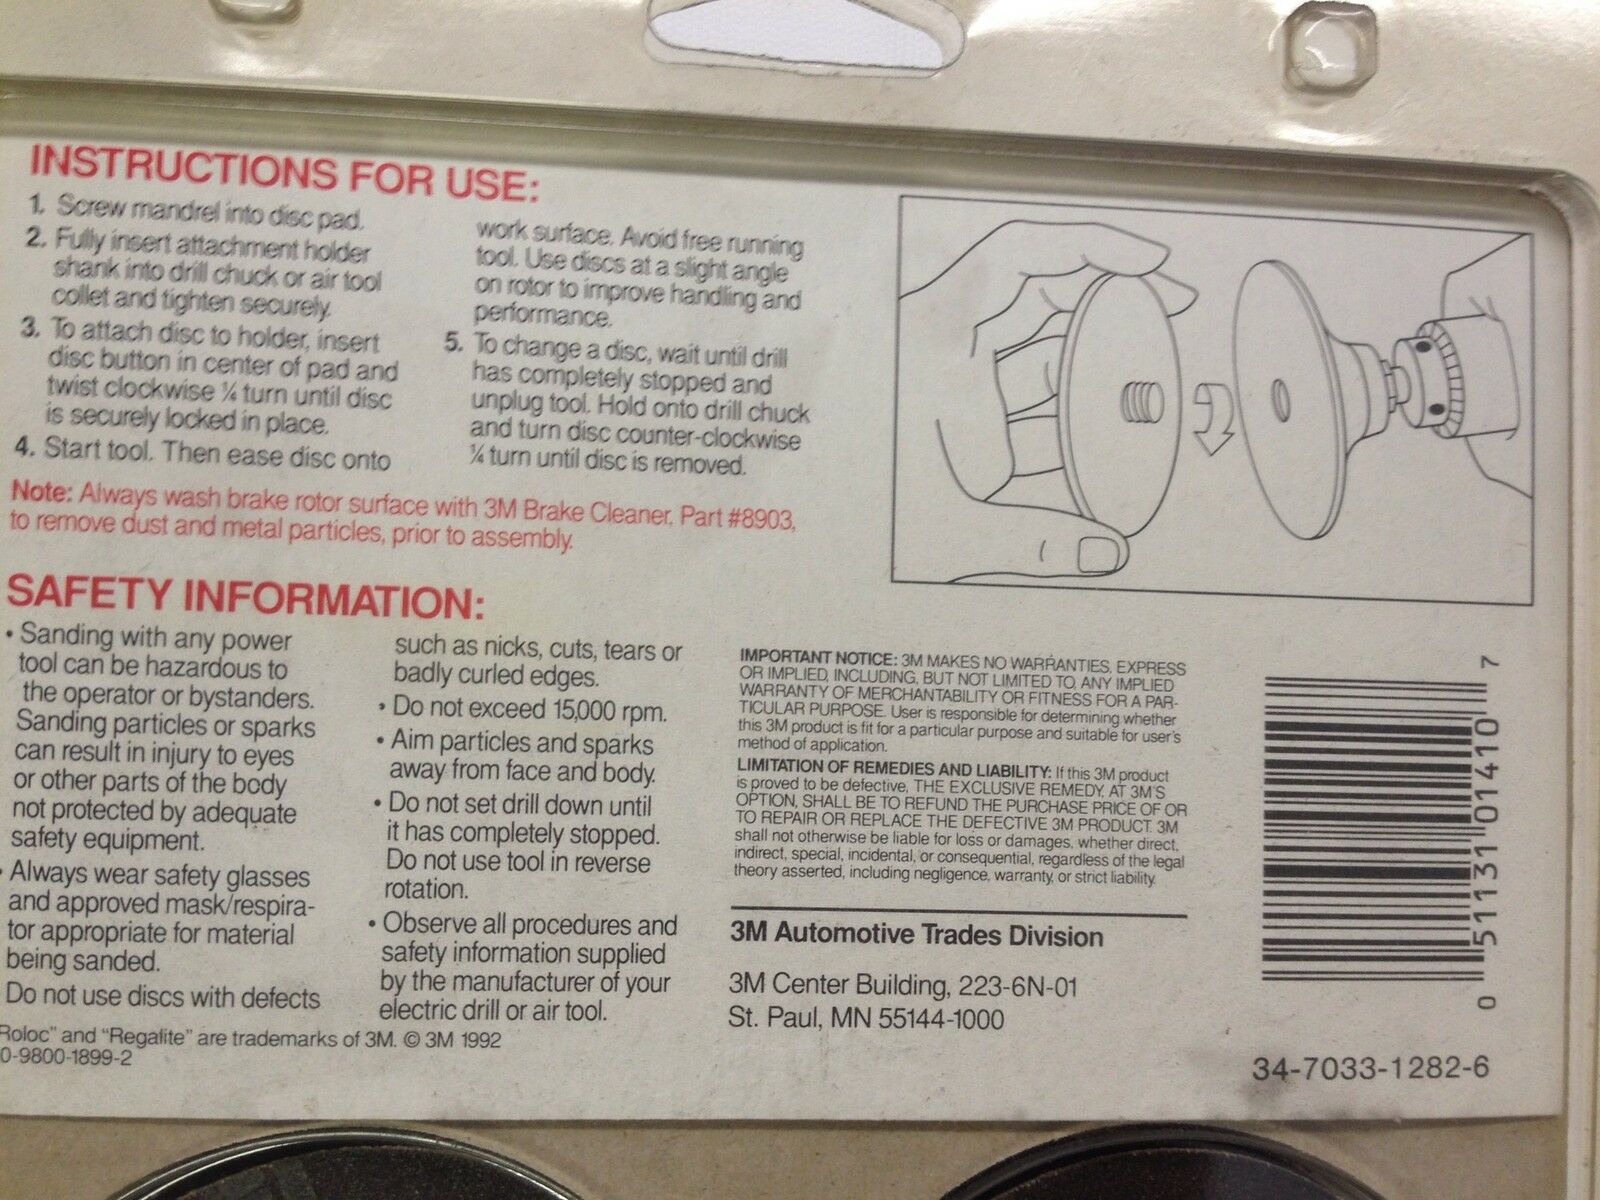 INSTRUCTIONS FOR USE:
1. Screw mandrel into disc pad.
2. Fully insert attachment holder
shank into drill chuck or air tool
collet and tighten securely.
3. To attach disc to holder, insert
disc button in center of pad and
twist clockwise ¼ turn until disc
is securely locked in place.
4. Start tool. Then ease disc onto
work surface. Avoid free running
tool. Use discs at a slight angle
on rotor to improve handling and
performance.
5. To change a disc, wait until drill
has completely stopped and
unplug tool. Hold onto drill chuck
and turn disc counter-clockwise
¼ turn until disc is removed.
Note: Always wash brake rotor surface with 3M Brake Cleaner, Part #8903,
to remove dust and metal particles, prior to assembly.
SAFETY INFORMATION:
• Sanding with any power
tool can be hazardous to
the operator or bystanders.
Sanding particles or sparks
can result in injury to eyes
or other parts of the body
not protected by adequate
safety equipment.
• Always wear safety glasses
and approved mask/respira-
tor appropriate for material
being sanded.
Do not use discs with defects
such as nicks, cuts, tears or
badly curled edges.
• Do not exceed 15,000 rpm.
• Aim particles and sparks
away from face and body.
• Do not set drill down until
it has completely stopped.
Do not use tool in reverse
rotation.
• Observe all procedures and
safety information supplied
by the manufacturer of your
electric drill or air tool.
Roloc" and "Regalite" are trademarks of 3M. © 3M 1992
0-9800-1899-2
IMPORTANT NOTICE: 3M MAKES NO WARRANTIES, EXPRESS
OR IMPLIED, INCLUDING, BUT NOT LIMITED TO, ANY IMPLIED
WARRANTY OF MERCHANTABILITY OR FITNESS FOR A PAR-
TICULAR PURPOSE. User is responsible for determining whether
this 3M product is fit for a particular purpose and suitable for user's
method of application.
LIMITATION OF REMEDIES AND LIABILITY: If this 3M product
is proved to be defective, THE EXCLUSIVE REMEDY, AT 3M'S
OPTION, SHALL BE TO REFUND THE PURCHASE PRICE OF OR
TO REPAIR OR REPLACE THE DEFECTIVE 3M PRODUCT. 3M
shall not otherwise be liable for loss or damages, whether direct,
indirect, special, incidental, or consequential, regardless of the legal
theory asserted, including negligence, warranty, or strict liability.
3M Automotive Trades Division
3M Center Building, 223-6N-01
St. Paul, MN 55144-1000
0 51131 01410 7
34-7033-1282-6